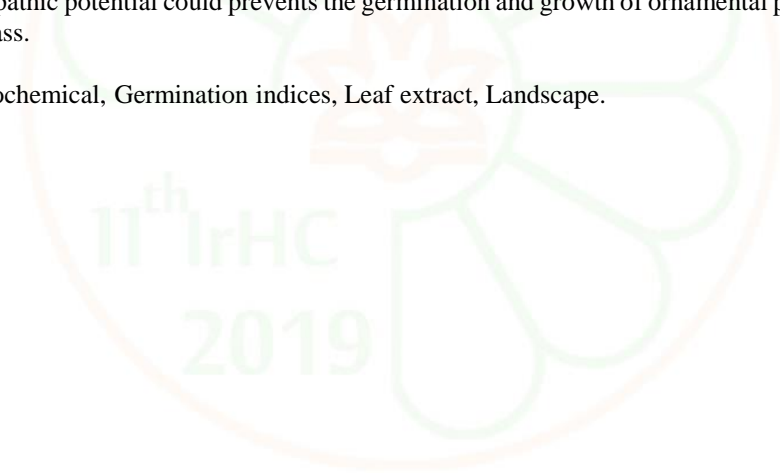 pathic potential could prevents the germination and growth of ornamental p
ass.
ochemical, Germination indices, Leaf extract, Landscape.
11th IrHC
2019